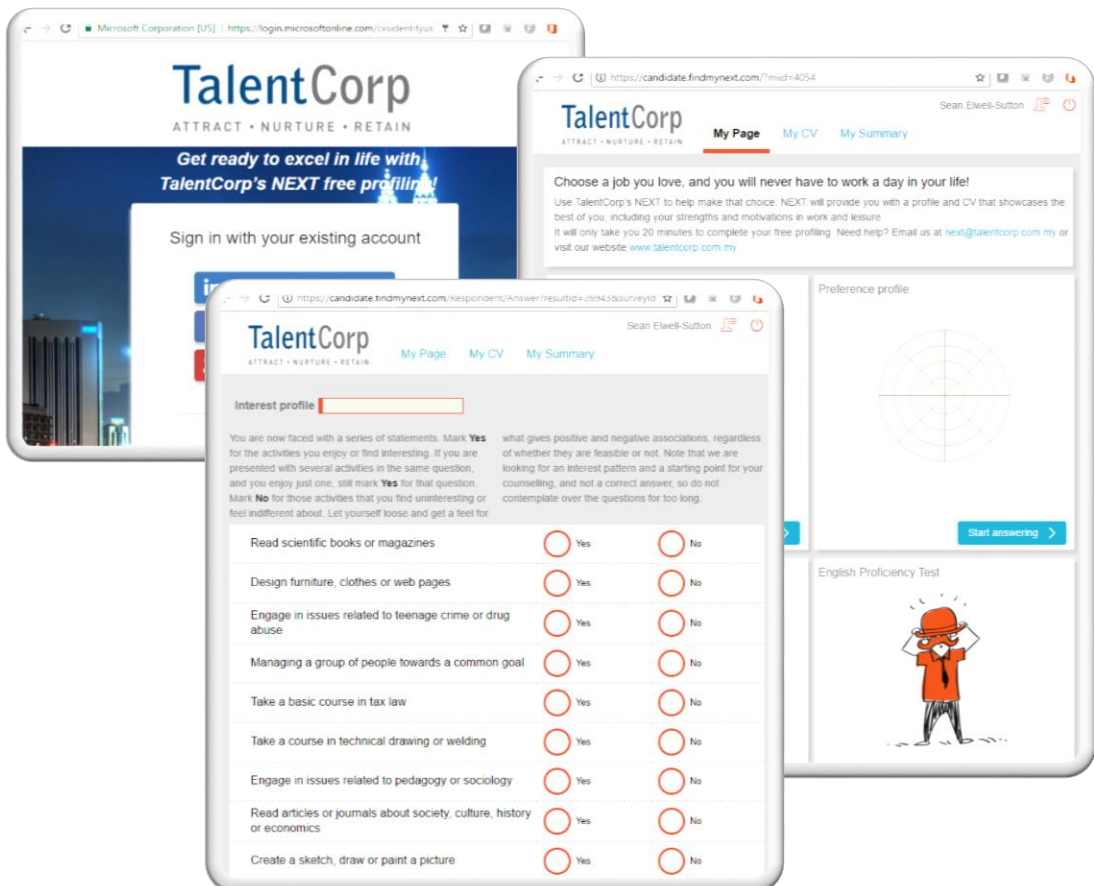 Microsoft Corporation [US] | https://login.microsoftonline.com/cxsidentityus
TalentCorp
ATTRACT • NURTURE • RETAIN
Get ready to excel in life with
TalentCorp's NEXT free profiling!
Sign in with your existing account
in
https://candidate.findmynext.com/?miid=4054
Sean Elwell-Sutton
TalentCorp
ATTRACT • NURTURE • RETAIN
My Page My CV My Summary
Choose a job you love, and you will never have to work a day in your life!
Use TalentCorp's NEXT to help make that choice. NEXT will provide you with a profile and CV that showcases the
best of you, including your strengths and motivations in work and leisure
It will only take you 20 minutes to complete your free profiling. Need help? Email us at next@talentcorp.com.my or
visit our website www.talentcorp.com.my
Preference profile
Start answering
English Proficiency Test
https://candidate.findmynext.com/Respondent/Answer?resultId=26943&surveyId
Sean Elwell-Sutton
TalentCorp
ATTRACT • NURTURE • RETAIN
My Page My CV My Summary
Interest profile
You are now faced with a series of statements. Mark Yes
for the activities you enjoy or find interesting. If you are
presented with several activities in the same question,
and you enjoy just one, still mark Yes for that question.
Mark No for those activities that you find uninteresting or
feel indifferent about. Let yourself loose and get a feel for
what gives positive and negative associations, regardless
of whether they are feasible or not. Note that we are
looking for an interest pattern and a starting point for your
counselling, and not a correct answer, so do not
contemplate over the questions for too long.
Read scientific books or magazines Yes No
Design furniture, clothes or web pages Yes No
Engage in issues related to teenage crime or drug
abuse Yes No
Managing a group of people towards a common goal Yes No
Take a basic course in tax law Yes No
Take a course in technical drawing or welding Yes No
Engage in issues related to pedagogy or sociology Yes No
Read articles or journals about society, culture, history
or economics Yes No
Create a sketch, draw or paint a picture Yes No